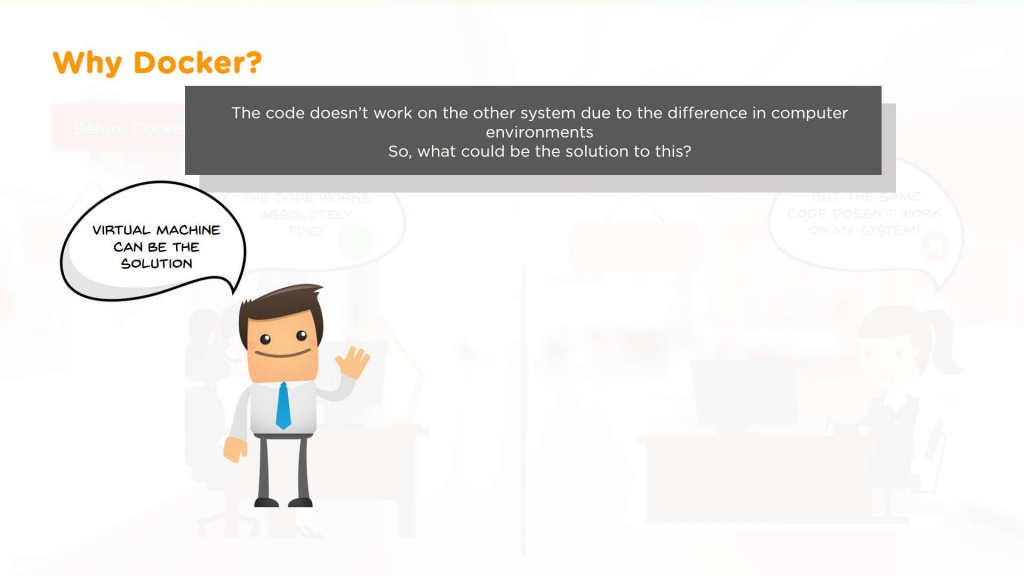 Why Docker?
The code doesn't work on the other system due to the difference in computer
environments
So, what could be the solution to this?
Before Docker
THE CODE WORKS
ABSOLUTELY
FINE!
BUT, THE SAME
CODE DOESN'T WORK
ON MY SYSTEM!
VIRTUAL MACHINE
CAN BE THE
SOLUTION